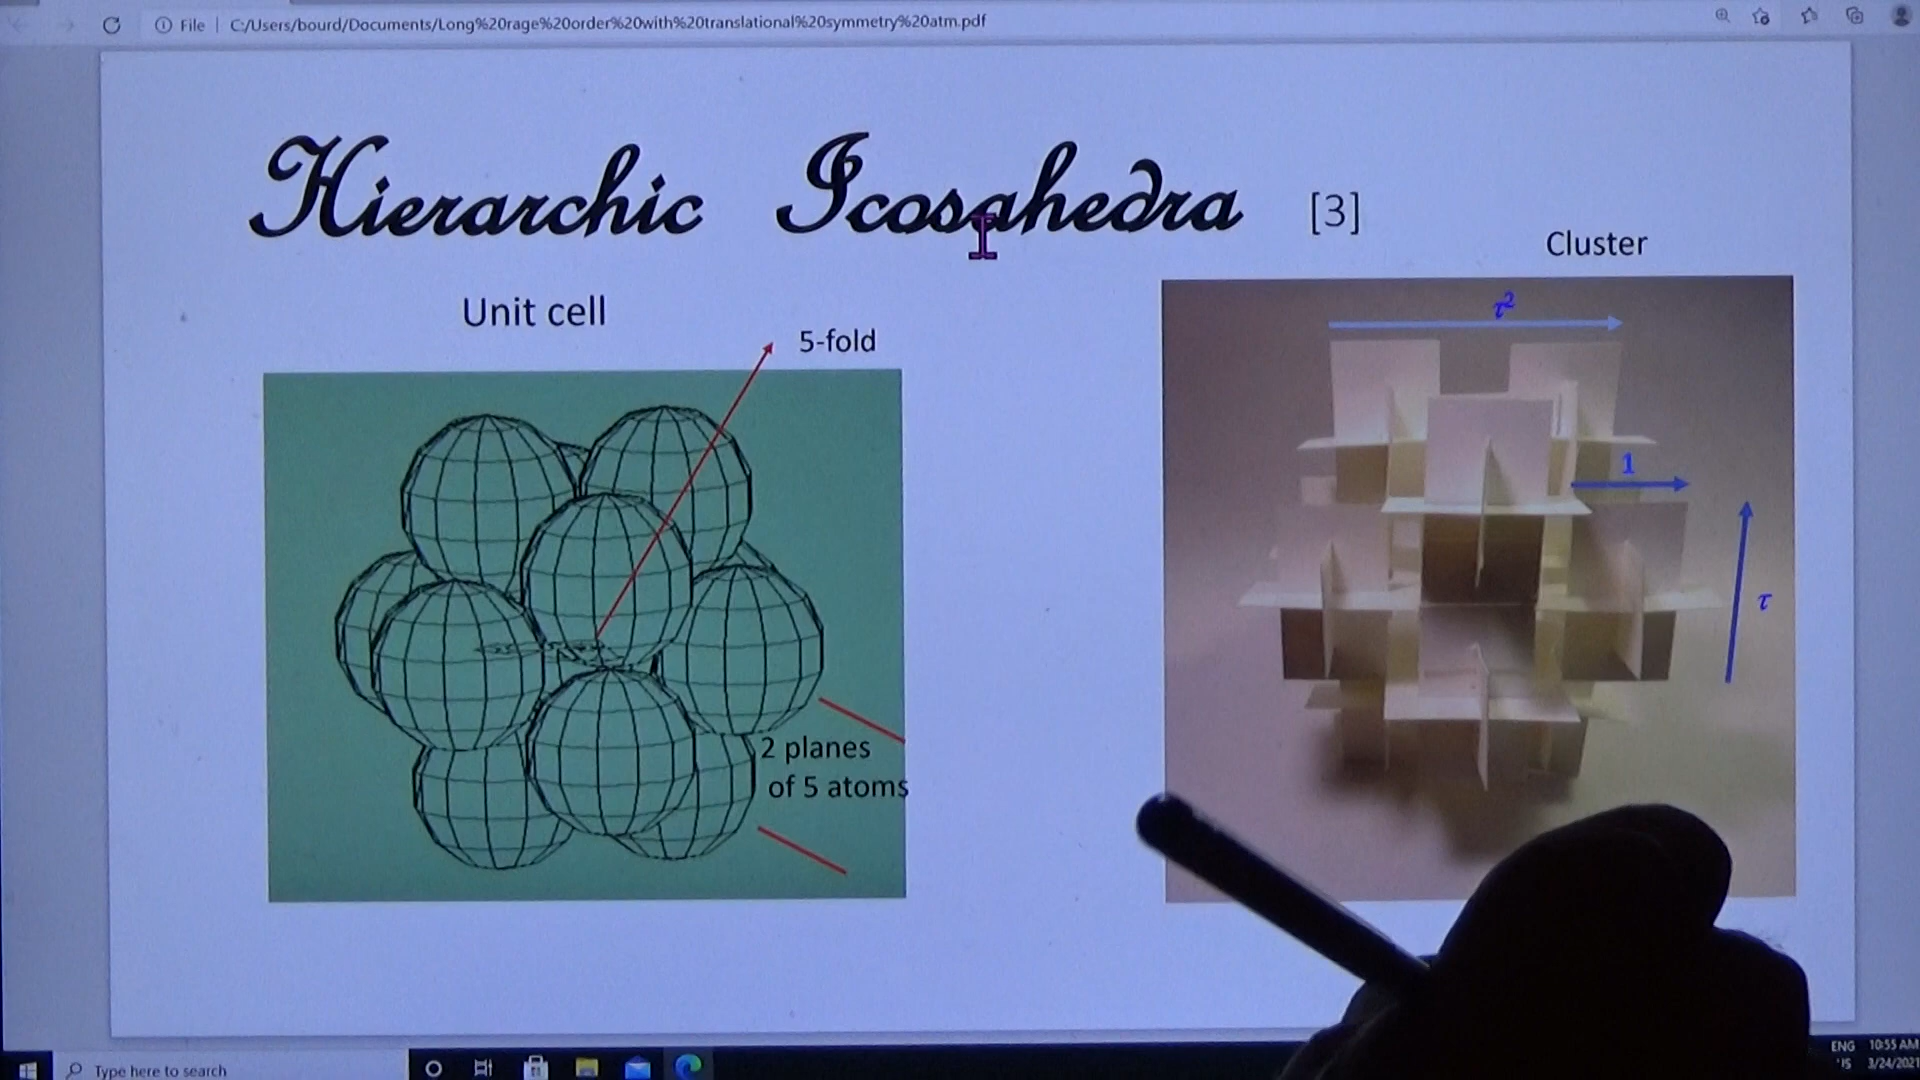 File | C:/Users/bourd/Documents/Long%20rage%20order%20with%20translational%20symmetry%20atm.pdf
Hierarchic Icosahedra [3]
Cluster
Unit cell
5-fold
τ²
1
τ
2 planes
of 5 atoms
Type here to search
ENG 10:55 AM
3/24/2021